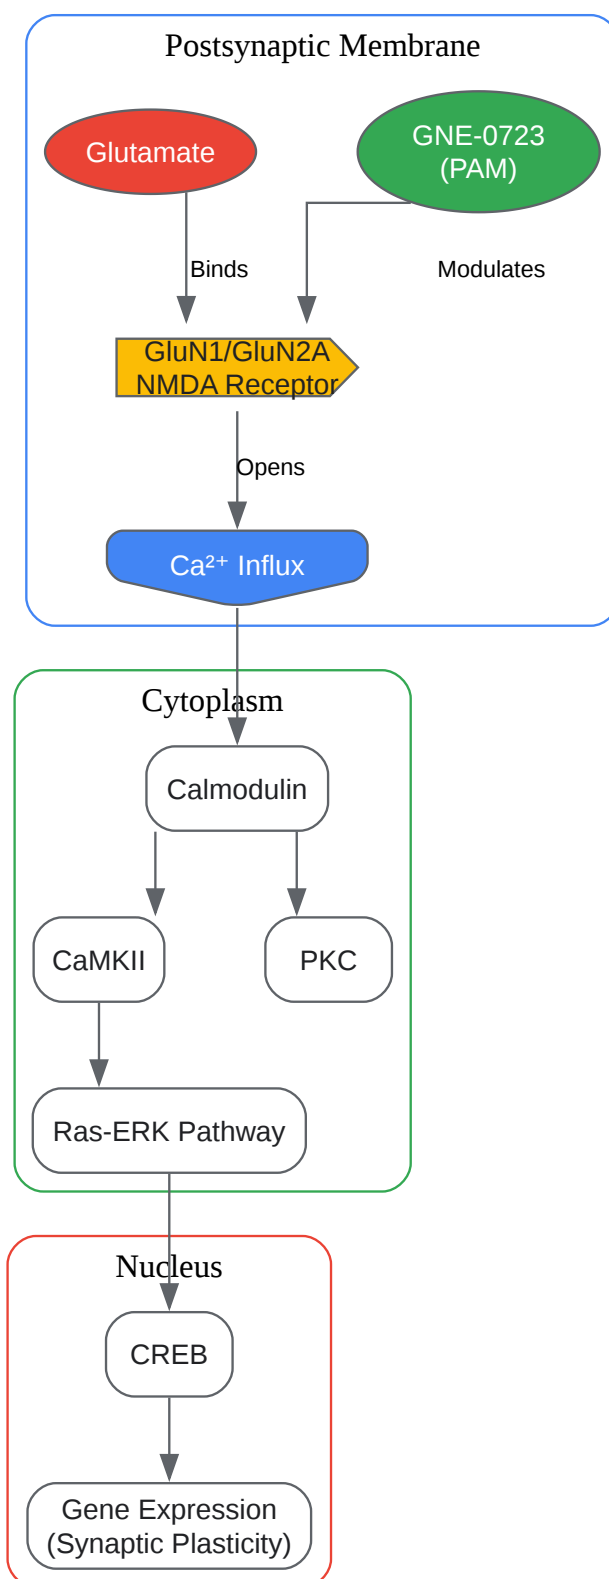 Postsynaptic Membrane
Glutamate
GNE-0723
(PAM)
Binds
Modulates
GluN1/GluN2A
NMDA Receptor
Opens
Ca²⁺ Influx
Cytoplasm
Calmodulin
CaMKII
PKC
Ras-ERK Pathway
Nucleus
CREB
Gene Expression
(Synaptic Plasticity)